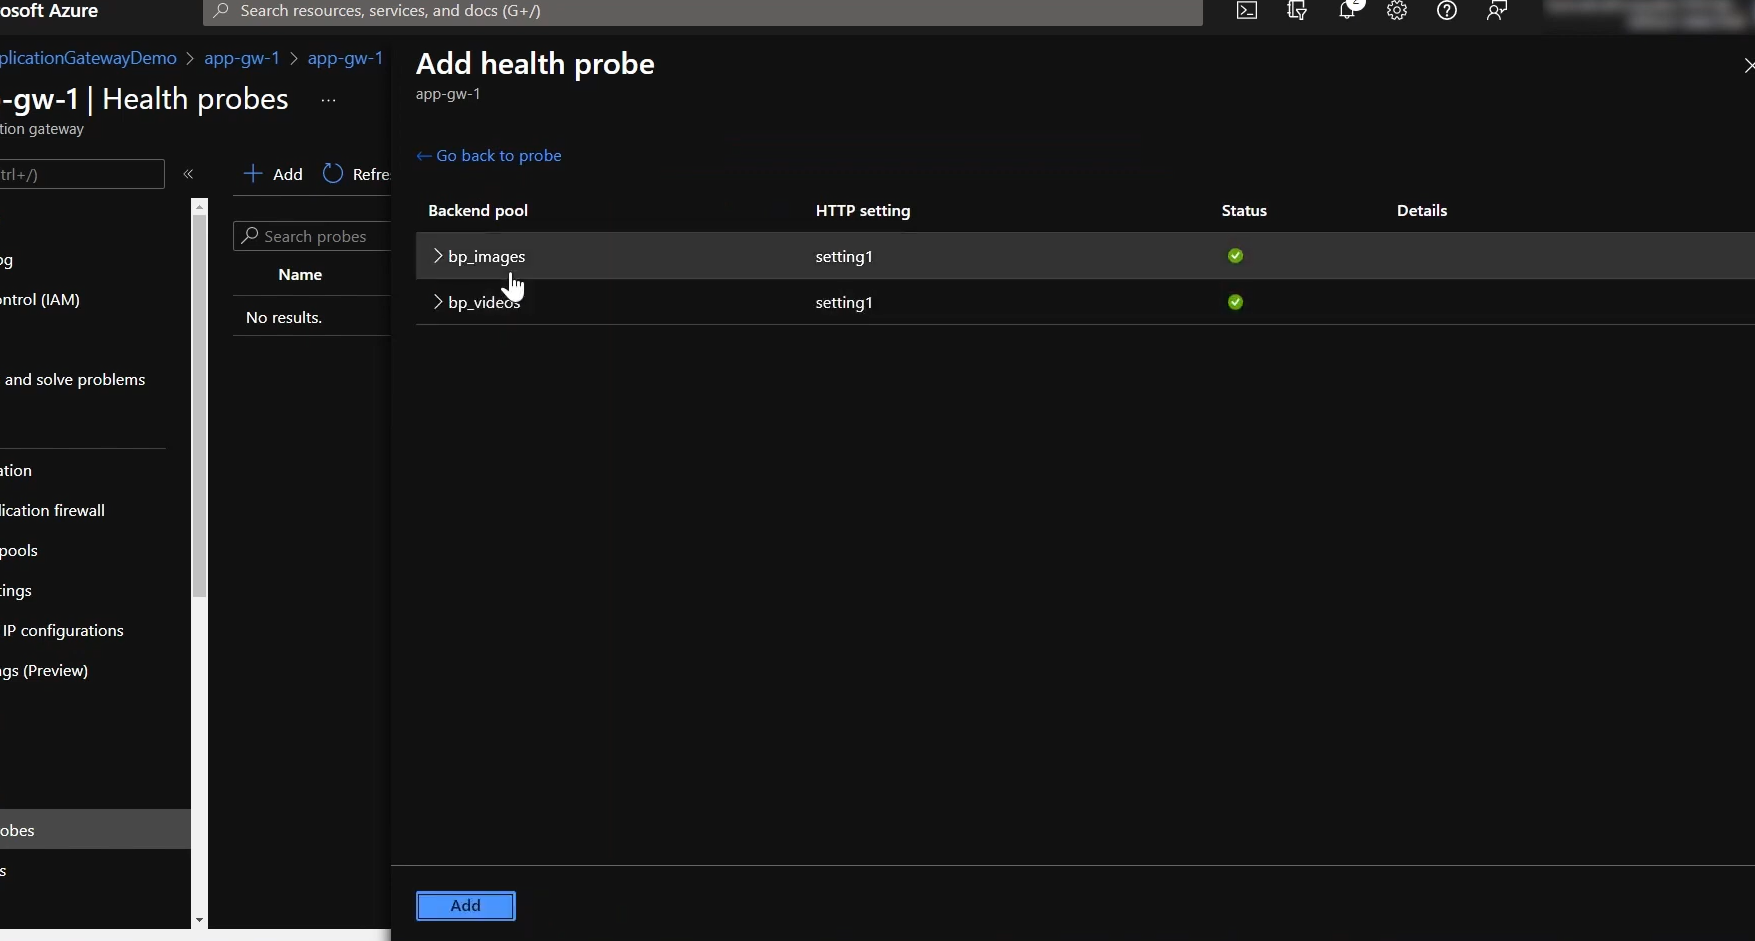 osoft Azure
Search resources, services, and docs (G+/)
2
plicationGatewayDemo > app-gw-1 > app-gw-1
-gw-1 | Health probes ...
tion gateway
trl+/)
«
Add
Refre
og
ontrol (IAM)
and solve problems
ation
lication firewall
pools
tings
IP configurations
ngs (Preview)
obes
s
Search probes
Name
No results.
Add health probe
app-gw-1
← Go back to probe
Backend pool HTTP setting Status Details
> bp_images setting1
> bp_videos setting1
Add